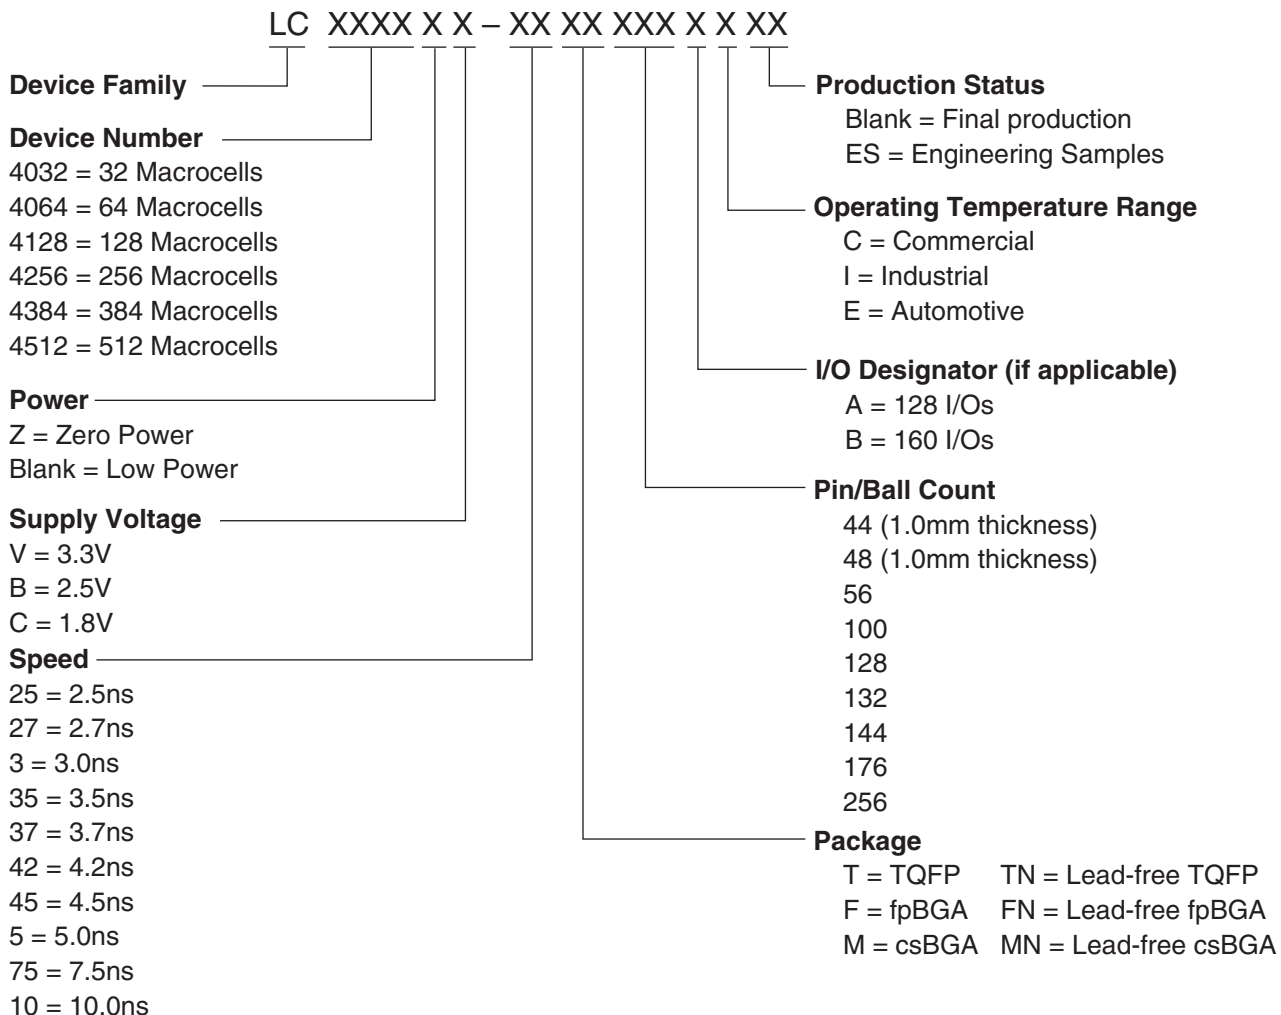 LC XXXX X X – XX XX XXX X X XX
Device Family
Device Number
4032 = 32 Macrocells
4064 = 64 Macrocells
4128 = 128 Macrocells
4256 = 256 Macrocells
4384 = 384 Macrocells
4512 = 512 Macrocells
Power
Z = Zero Power
Blank = Low Power
Supply Voltage
V = 3.3V
B = 2.5V
C = 1.8V
Speed
25 = 2.5ns
27 = 2.7ns
3 = 3.0ns
35 = 3.5ns
37 = 3.7ns
42 = 4.2ns
45 = 4.5ns
5 = 5.0ns
75 = 7.5ns
10 = 10.0ns
Production Status
Blank = Final production
ES = Engineering Samples
Operating Temperature Range
C = Commercial
I = Industrial
E = Automotive
I/O Designator (if applicable)
A = 128 I/Os
B = 160 I/Os
Pin/Ball Count
44 (1.0mm thickness)
48 (1.0mm thickness)
56
100
128
132
144
176
256
Package
T = TQFP TN = Lead-free TQFP
F = fpBGA FN = Lead-free fpBGA
M = csBGA MN = Lead-free csBGA